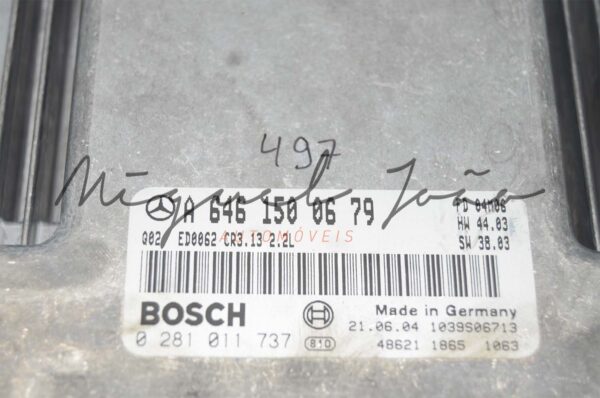 497
Miguel João
AUTOMÓVEIS
A 646 150 06 79
FD 04M06
G02 ED0062 CR3.13 2.2L
HW 44.03
SW 38.03
BOSCH
Made in Germany
0 281 011 737
810
21.06.04 1039S06713
48621 1865 1063